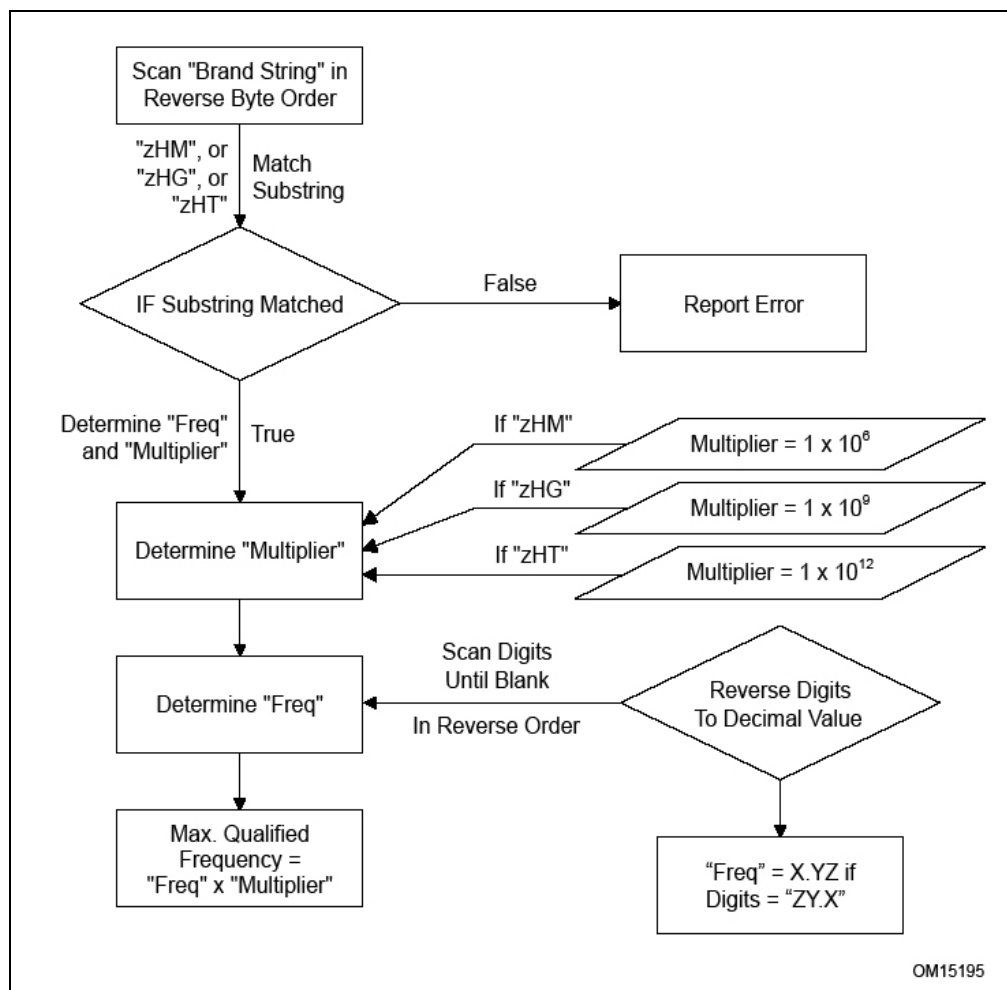 Scan "Brand String" in
Reverse Byte Order
"zHM", or
"zHG", or
"zHT"
Match
Substring
IF Substring Matched
False
Report Error
Determine "Freq"
and "Multiplier"
True
If "zHM"
Multiplier = 1 x 10⁶
If "zHG"
Multiplier = 1 x 10⁹
Determine "Multiplier"
If "zHT"
Multiplier = 1 x 10¹²
Scan Digits
Until Blank
In Reverse Order
Determine "Freq"
Reverse Digits
To Decimal Value
Max. Qualified
Frequency =
"Freq" x "Multiplier"
“Freq” = X.YZ if
Digits = “ZY.X”
OM15195